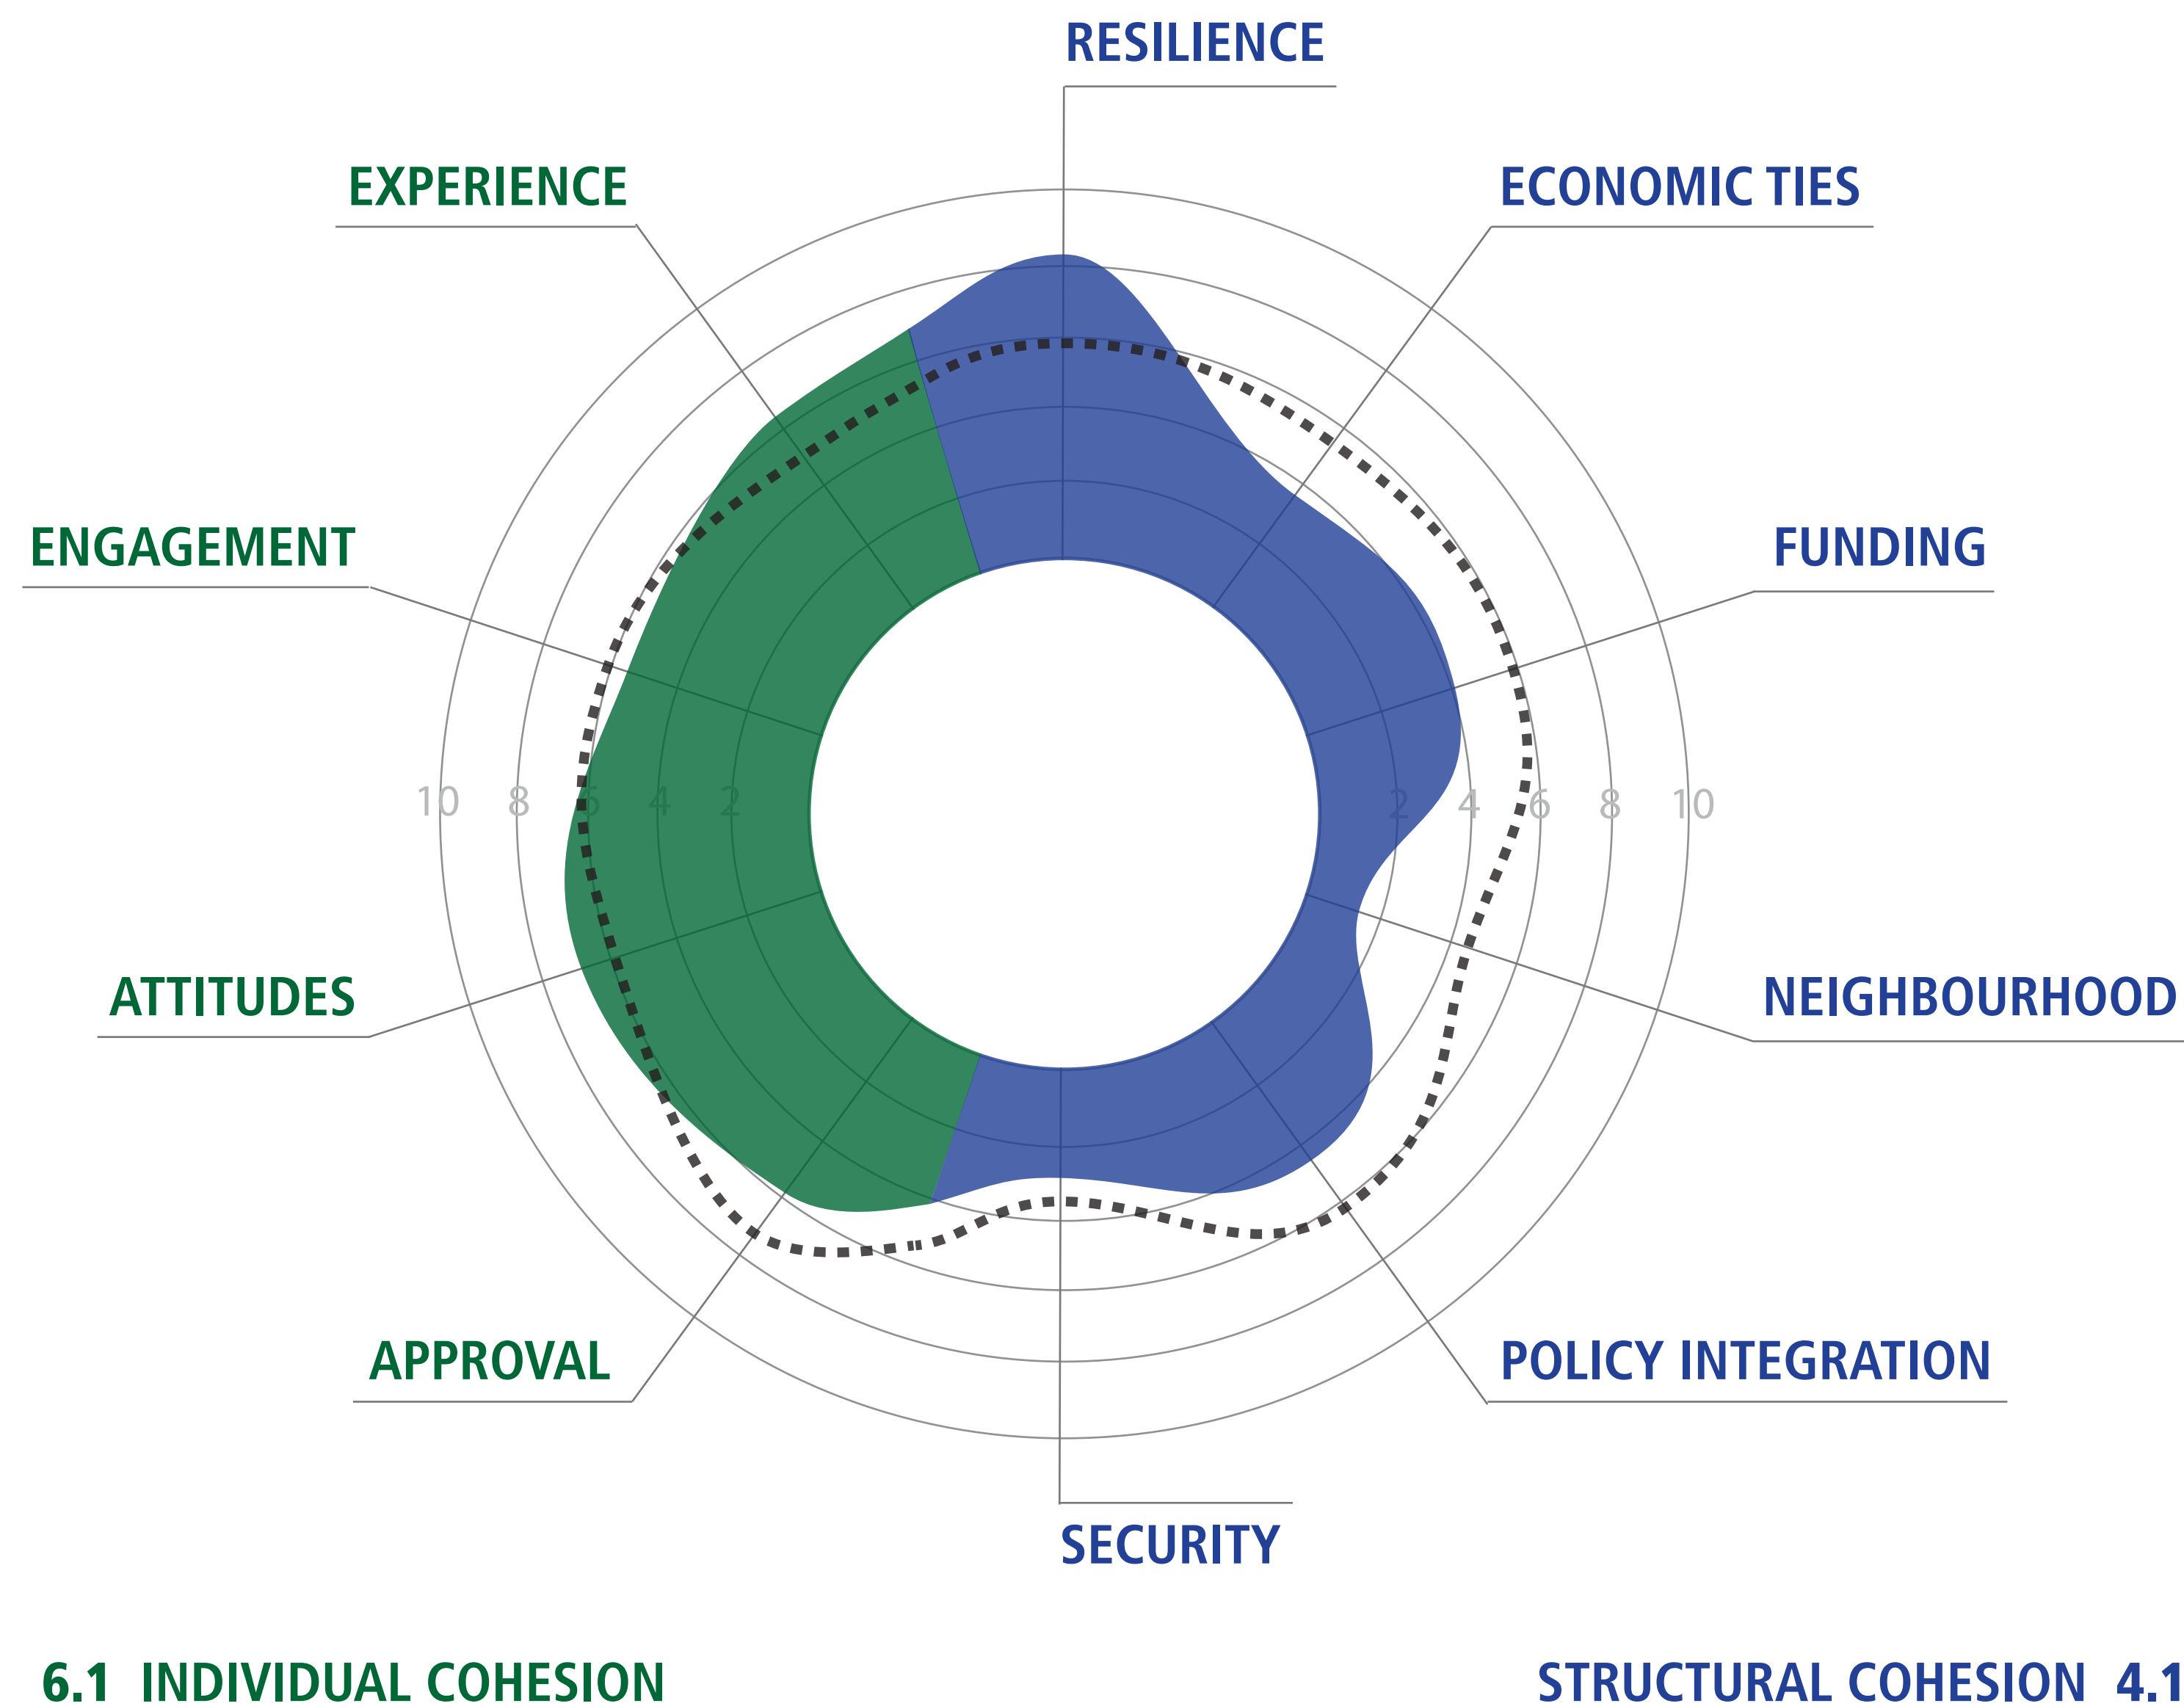 RESILIENCE
EXPERIENCE
ECONOMIC TIES
ENGAGEMENT
FUNDING
10 8 6 4 2
2 4 6 8 10
ATTITUDES
NEIGHBOURHOOD
APPROVAL
POLICY INTEGRATION
SECURITY
6.1 INDIVIDUAL COHESION
STRUCTURAL COHESION 4.1